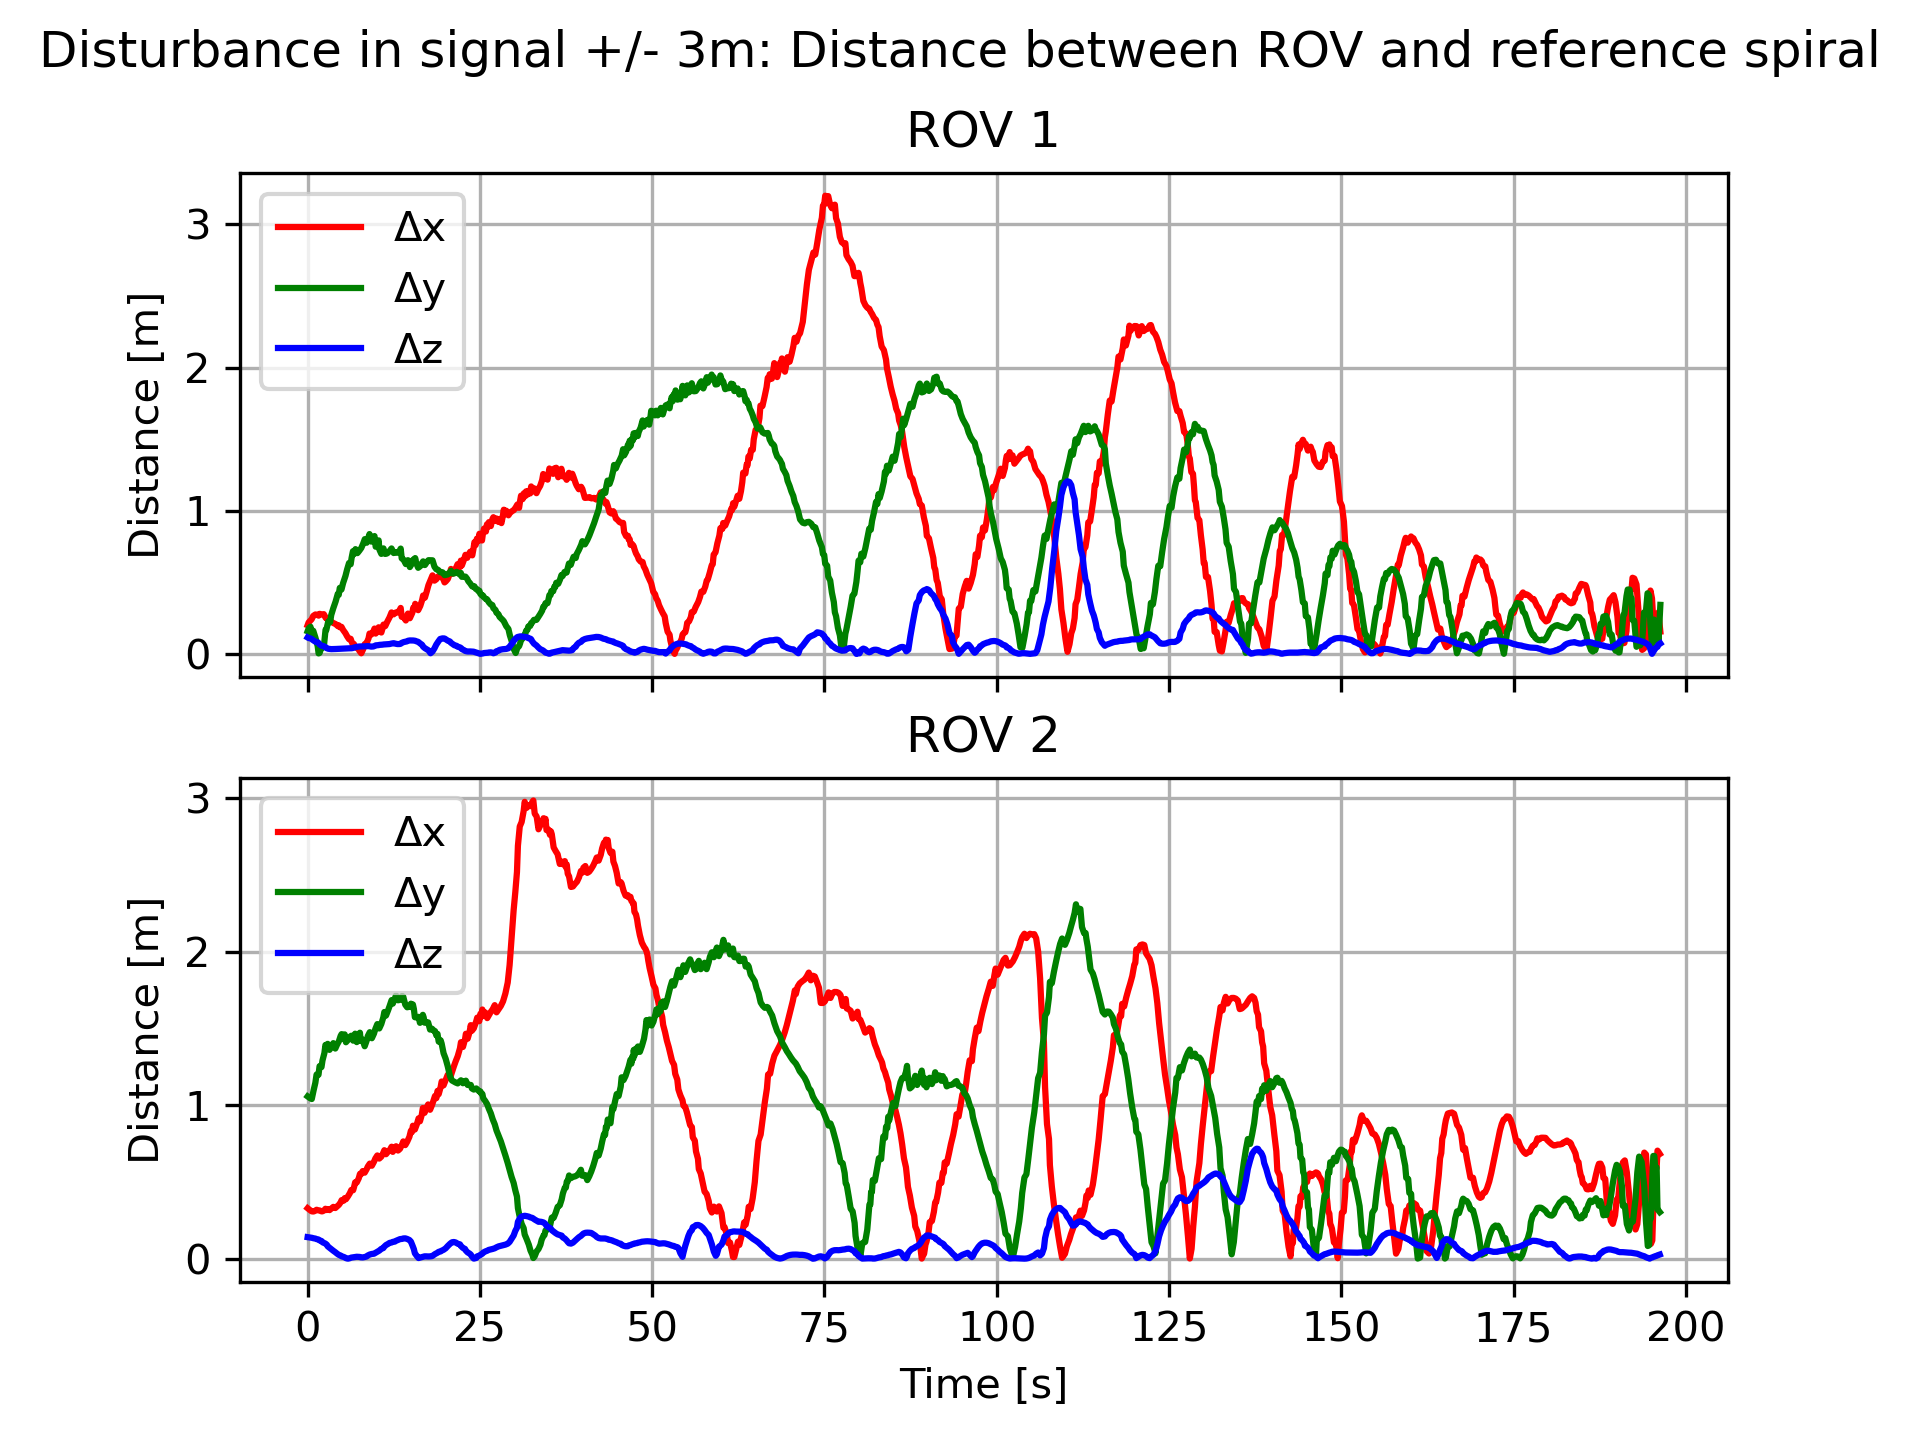 Disturbance in signal +/- 3m: Distance between ROV and reference spiral
ROV 1
Distance [m]
3
2
1
0
Δx
Δy
Δz
ROV 2
Distance [m]
3
2
1
0
Δx
Δy
Δz
0 25 50 75 100 125 150 175 200
Time [s]